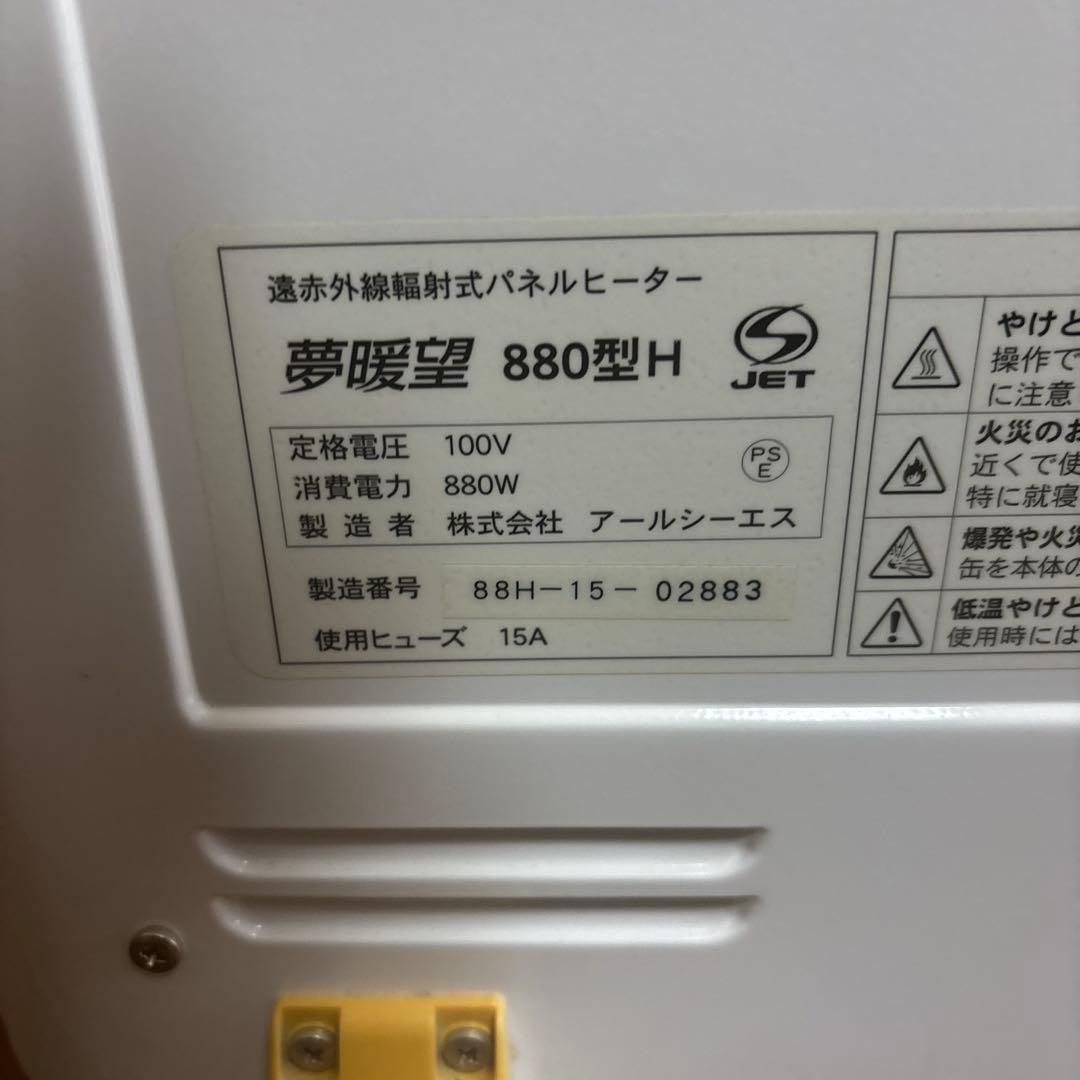 遠赤外線輻射式パネルヒーター
夢暖望 880型H
JET
定格電圧 100V
消費電力 880W
製造者 株式会社 アールシーエス
PS
E
製造番号 88H-15-02883
使用ヒューズ 15A
やけど
操作で
に注意
火災のお
近くで使
特に就寝
爆発や火災
缶を本体の
低温やけど
使用時には